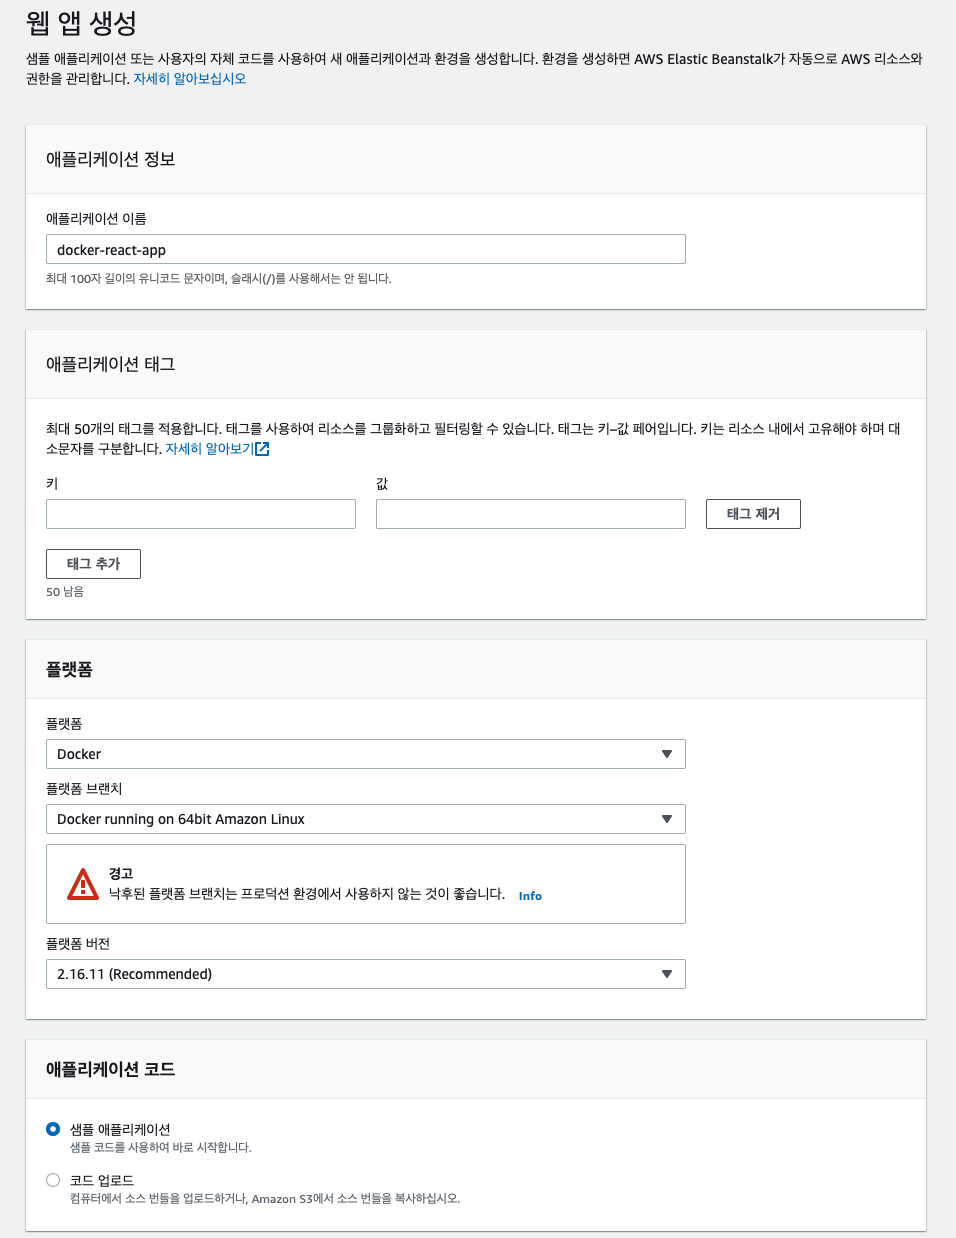 웹 앱 생성
샘플 애플리케이션 또는 사용자의 자체 코드를 사용하여 새 애플리케이션과 환경을 생성합니다. 환경을 생성하면 AWS Elastic Beanstalk가 자동으로 AWS 리소스와
권한을 관리합니다. 자세히 알아보십시오
애플리케이션 정보
애플리케이션 이름
docker-react-app
최대 100자 길이의 유니코드 문자이며, 슬래시(/)를 사용해서는 안 됩니다.
애플리케이션 태그
최대 50개의 태그를 적용합니다. 태그를 사용하여 리소스를 그룹화하고 필터링할 수 있습니다. 태그는 키–값 페어입니다. 키는 리소스 내에서 고유해야 하며 대
소문자를 구분합니다. 자세히 알아보기
키 값
태그 제거
태그 추가
50 남음
플랫폼
플랫폼
Docker
플랫폼 브랜치
Docker running on 64bit Amazon Linux
경고
낙후된 플랫폼 브랜치는 프로덕션 환경에서 사용하지 않는 것이 좋습니다. Info
플랫폼 버전
2.16.11 (Recommended)
애플리케이션 코드
샘플 애플리케이션
샘플 코드를 사용하여 바로 시작합니다.
코드 업로드
컴퓨터에서 소스 번들을 업로드하거나, Amazon S3에서 소스 번들을 복사하십시오.